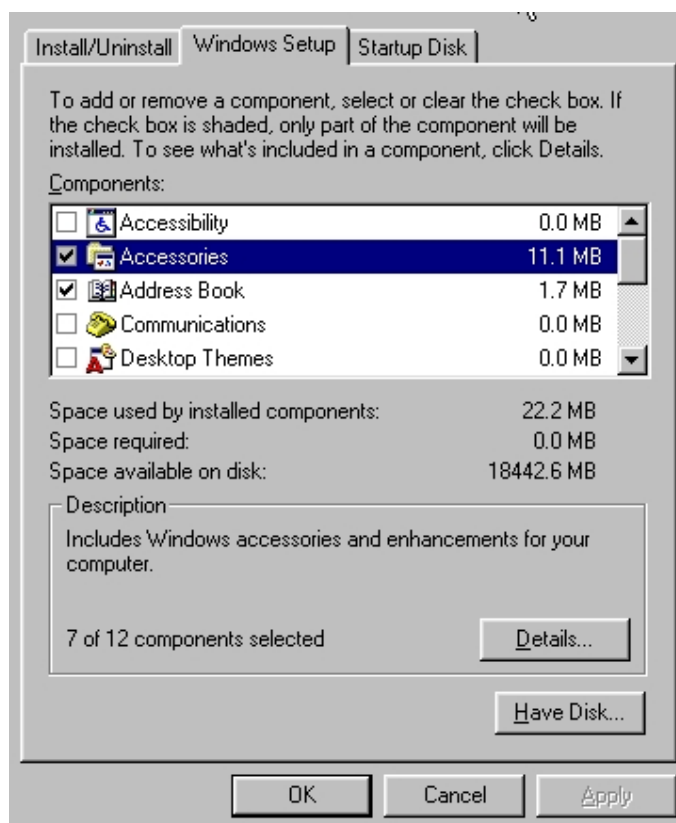 Install/Uninstall Windows Setup Startup Disk
To add or remove a component, select or clear the check box. If
the check box is shaded, only part of the component will be
installed. To see what's included in a component, click Details.
Components:
Accessibility 0.0 MB
Accessories 11.1 MB
Address Book 1.7 MB
Communications 0.0 MB
Desktop Themes 0.0 MB
Space used by installed components: 22.2 MB
Space required: 0.0 MB
Space available on disk: 18442.6 MB
Description
Includes Windows accessories and enhancements for your
computer.
7 of 12 components selected Details...
Have Disk...
OK Cancel Apply